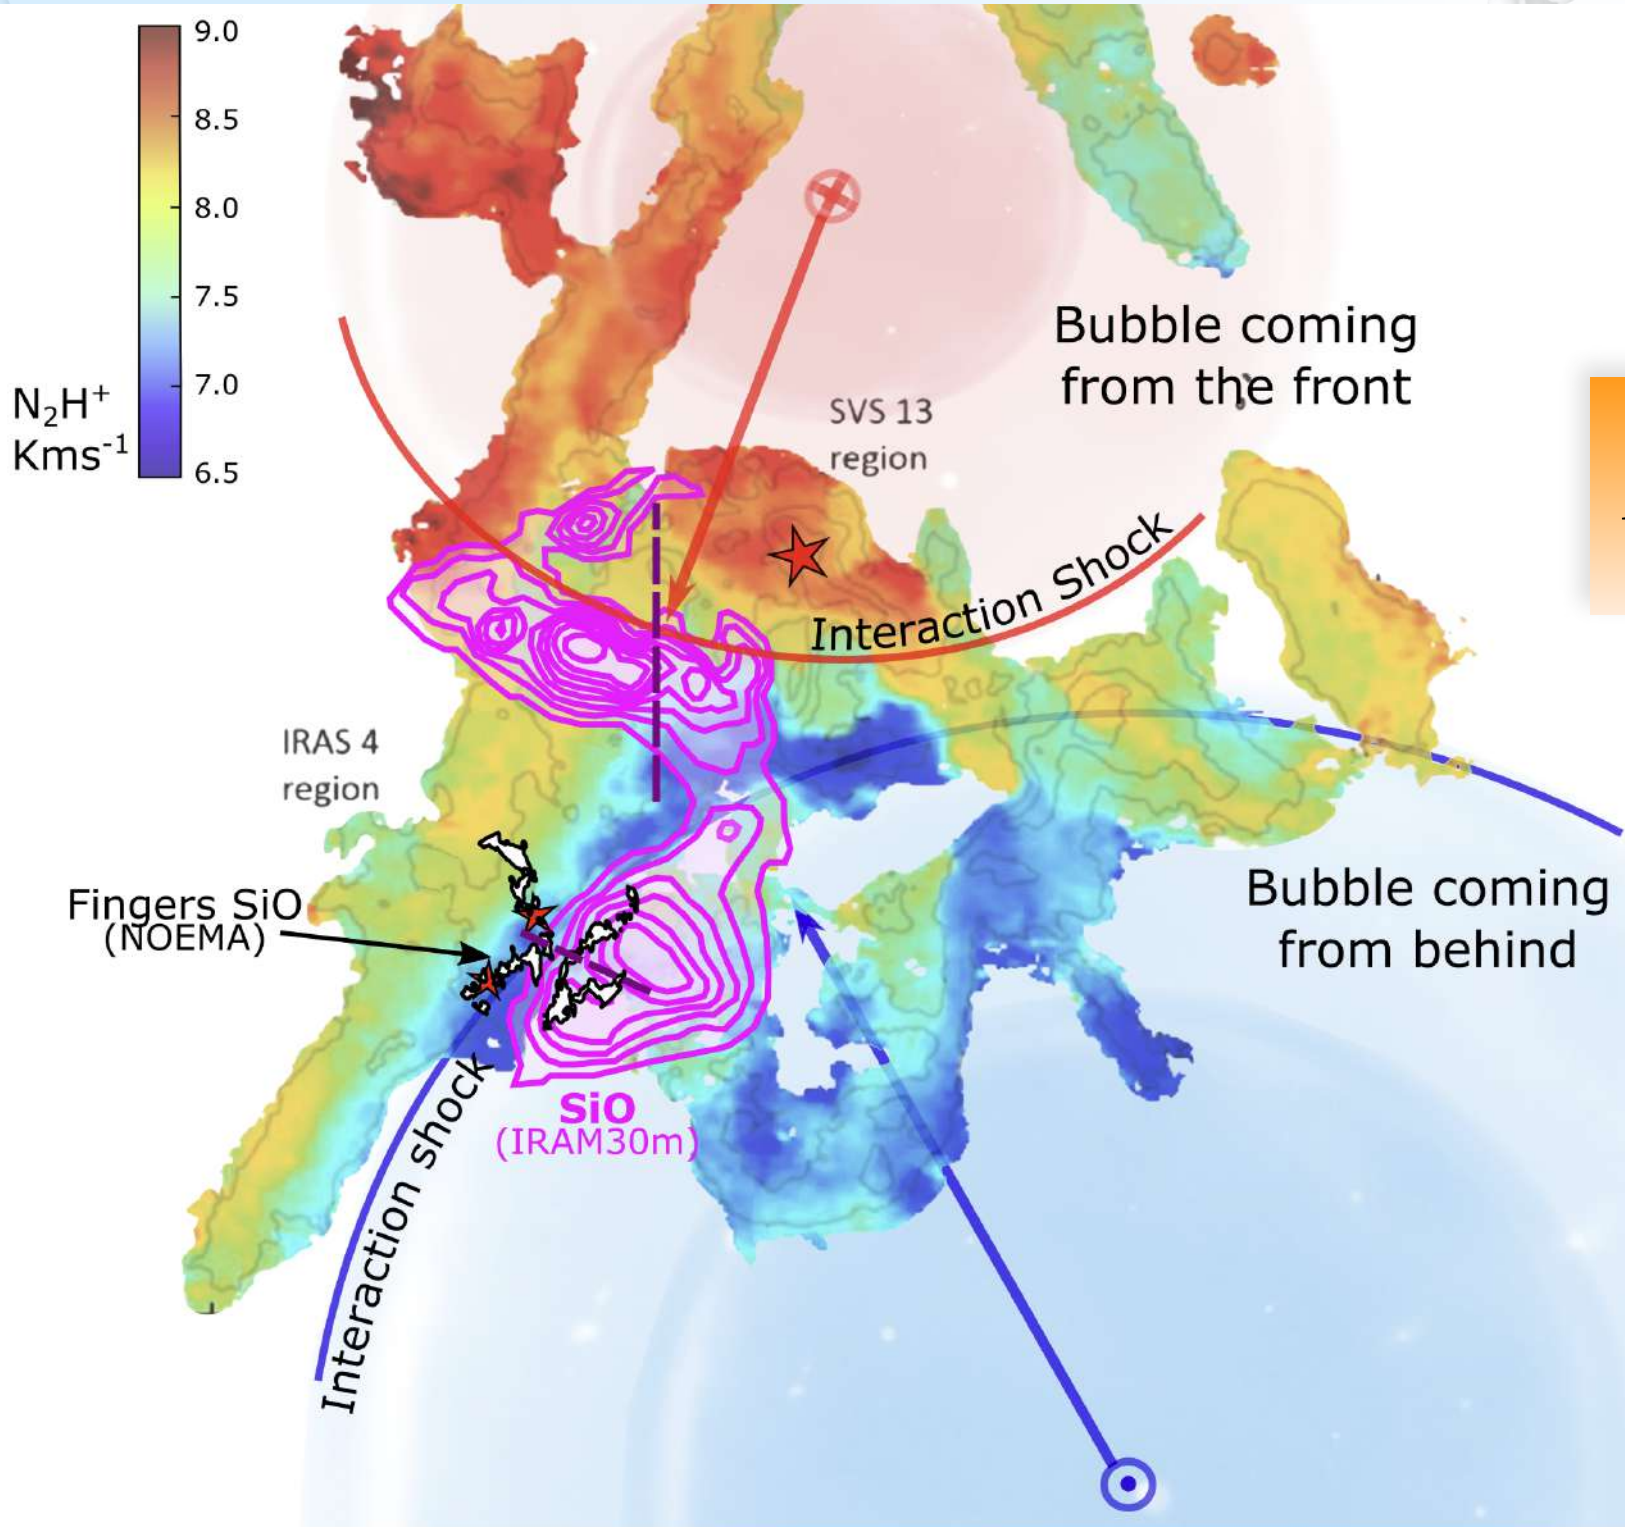 9.0
8.5
8.0
7.5
7.0
6.5
N₂H⁺
Kms⁻¹
Bubble coming
from the front
SVS 13
region
Interaction Shock
IRAS 4
region
Fingers SiO
(NOEMA)
Bubble coming
from behind
SiO
(IRAM30m)
Interaction shock